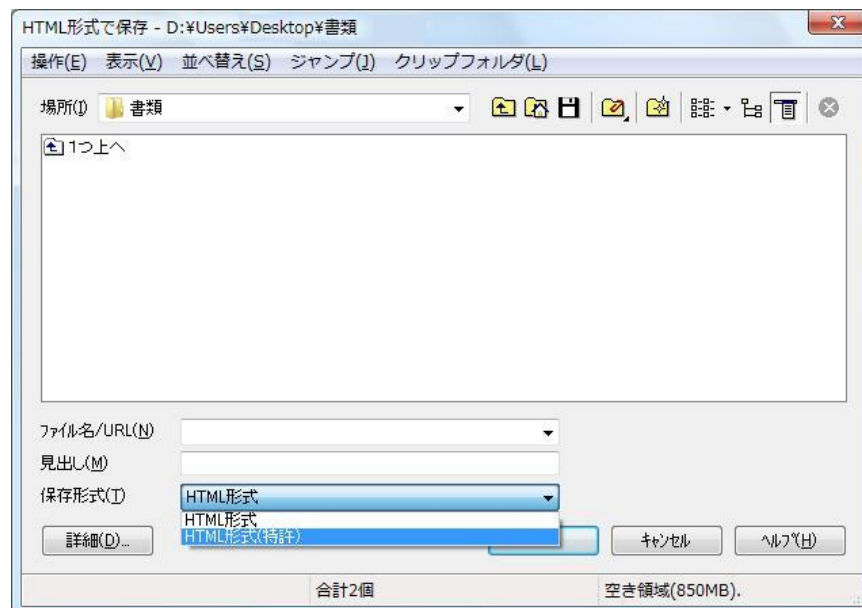 HTML形式で保存 - D:¥Users¥Desktop¥書類
操作(E) 表示(V) 並べ替え(S) ジャンプ(J) クリップフォルダ(L)
場所(I) 書類
1つ上へ
ファイル名/URL(N)
見出し(M)
保存形式(T) HTML形式
HTML形式
HTML形式(特許)
詳細(D)... キャンセル ヘルプ(H)
合計2個 空き領域(850MB).